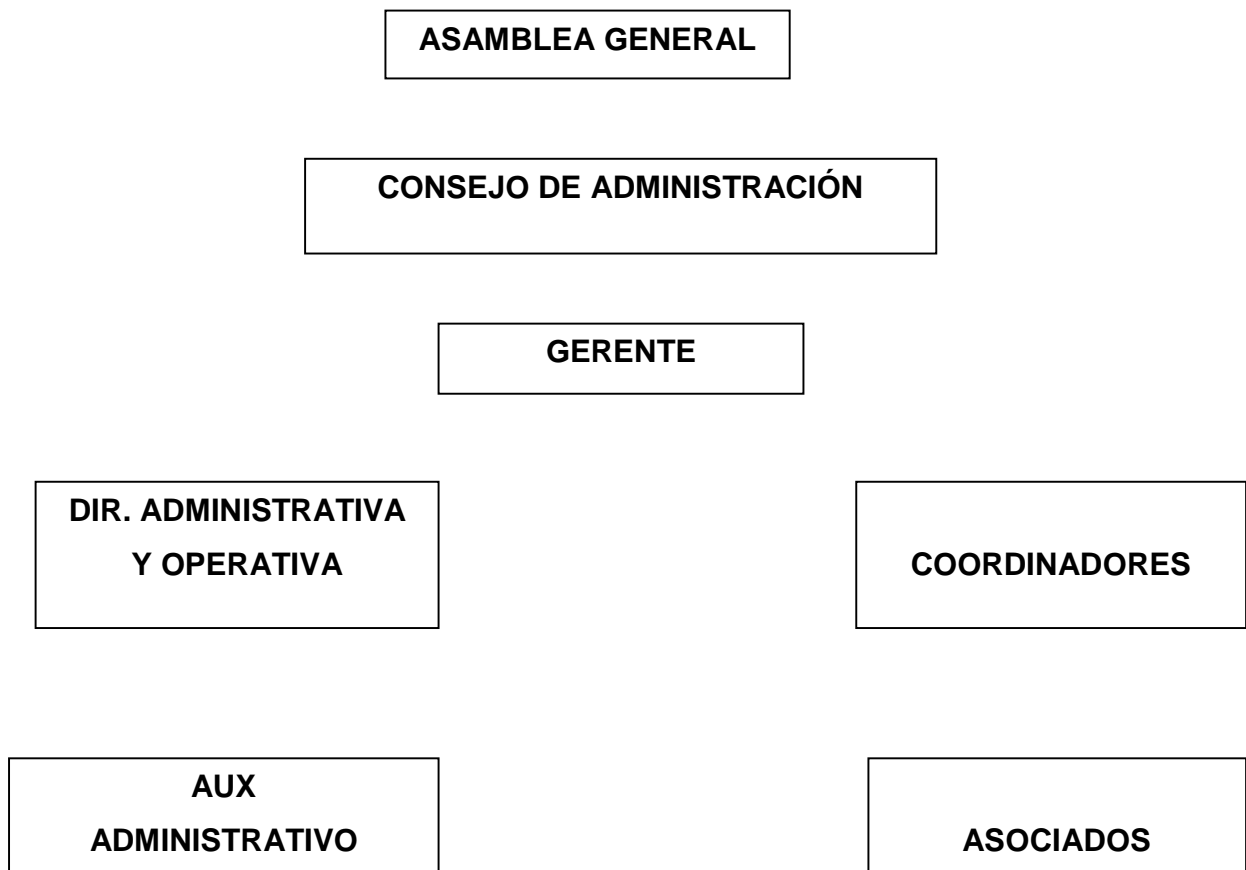 ASAMBLEA GENERAL
CONSEJO DE ADMINISTRACIÓN
GERENTE
DIR. ADMINISTRATIVA
Y OPERATIVA
COORDINADORES
AUX
ADMINISTRATIVO
ASOCIADOS